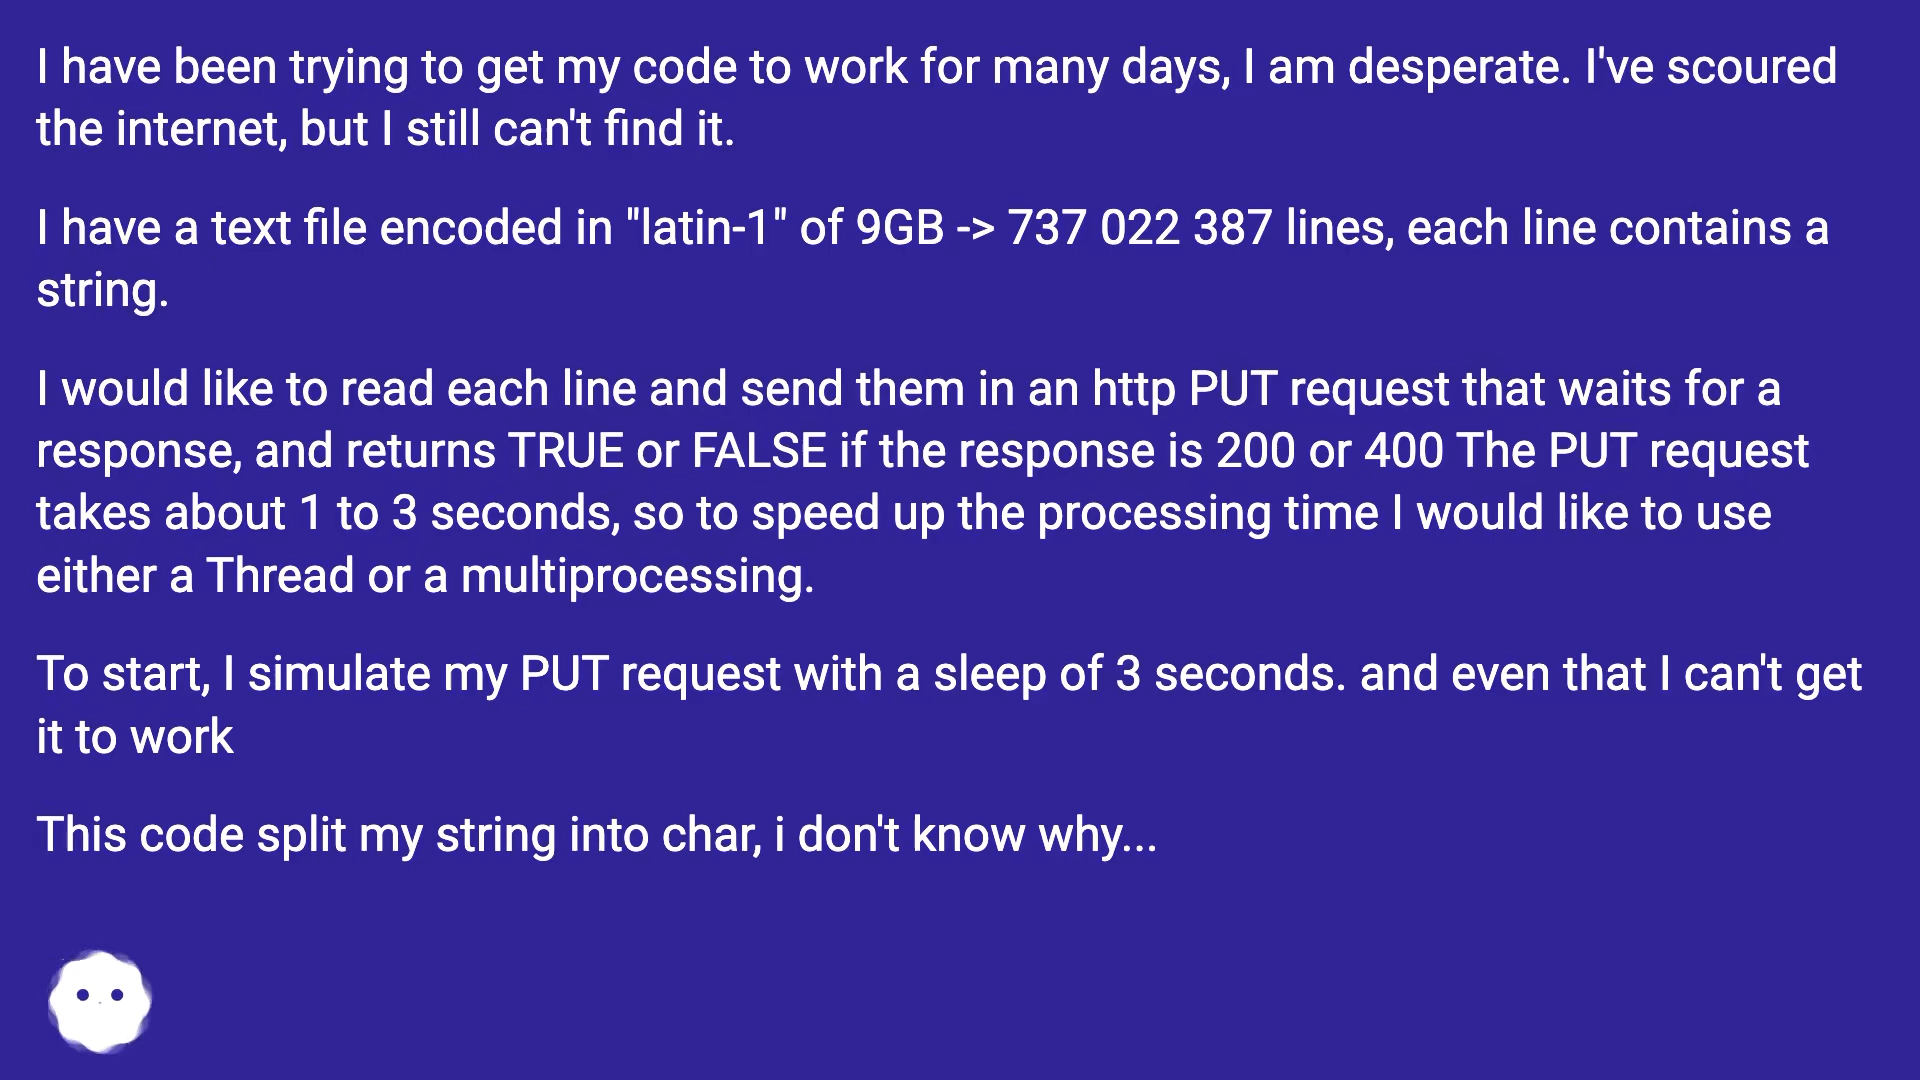 I have been trying to get my code to work for many days, I am desperate. I've scoured
the internet, but I still can't find it.
I have a text file encoded in "latin-1" of 9GB -> 737 022 387 lines, each line contains a
string.
I would like to read each line and send them in an http PUT request that waits for a
response, and returns TRUE or FALSE if the response is 200 or 400 The PUT request
takes about 1 to 3 seconds, so to speed up the processing time I would like to use
either a Thread or a multiprocessing.
To start, I simulate my PUT request with a sleep of 3 seconds. and even that I can't get
it to work
This code split my string into char, i don't know why...